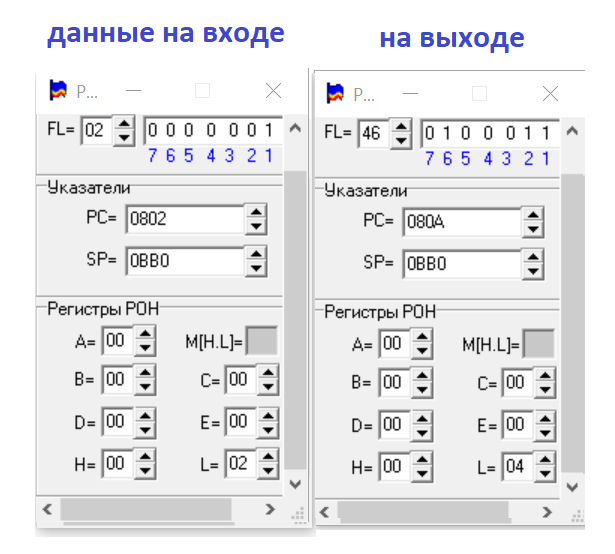 данные на входе
на выходе
Р...
FL= 02 0 0 0 0 0 0 1
7 6 5 4 3 2 1
Указатели
PC= 0802
SP= 0BB0
Регистры РОН
A= 00 M[H.L]=
B= 00 C= 00
D= 00 E= 00
H= 00 L= 02
Р...
FL= 46 0 1 0 0 0 1 1
7 6 5 4 3 2 1
Указатели
PC= 080A
SP= 0BB0
Регистры РОН
A= 00 M[H.L]=
B= 00 C= 00
D= 00 E= 00
H= 00 L= 04